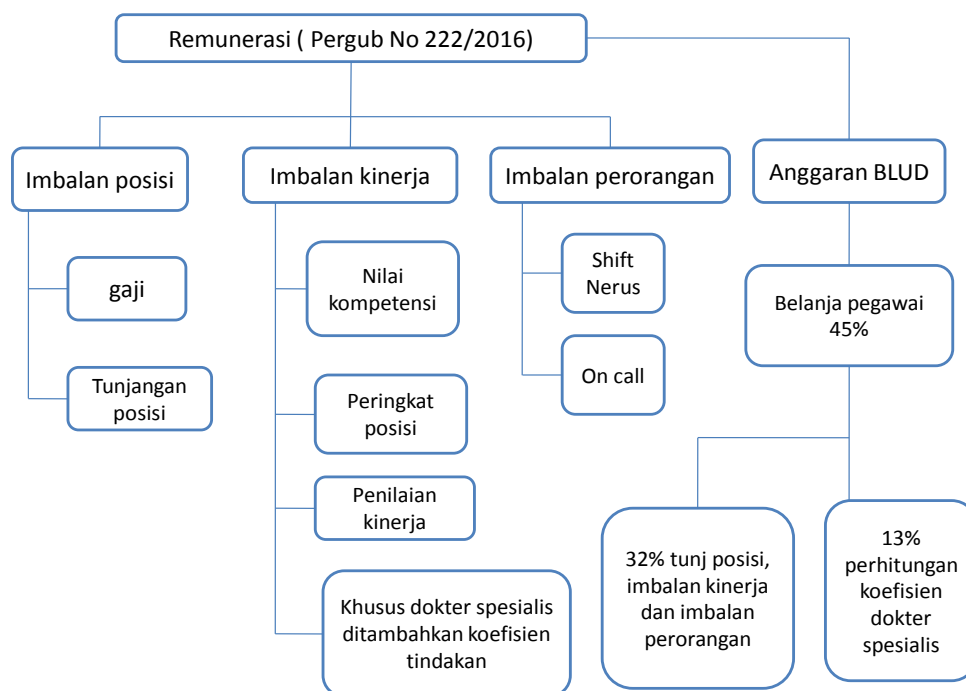 Remunerasi ( Pergub No 222/2016)
Imbalan posisi
Imbalan kinerja
Imbalan perorangan
Anggaran BLUD
gaji
Tunjangan
posisi
Nilai
kompetensi
Peringkat
posisi
Penilaian
kinerja
Khusus dokter spesialis
ditambahkan koefisien
tindakan
Shift
Nerus
On call
Belanja pegawai
45%
32% tunj posisi,
imbalan kinerja
dan imbalan
perorangan
13%
perhitungan
koefisien
dokter
spesialis